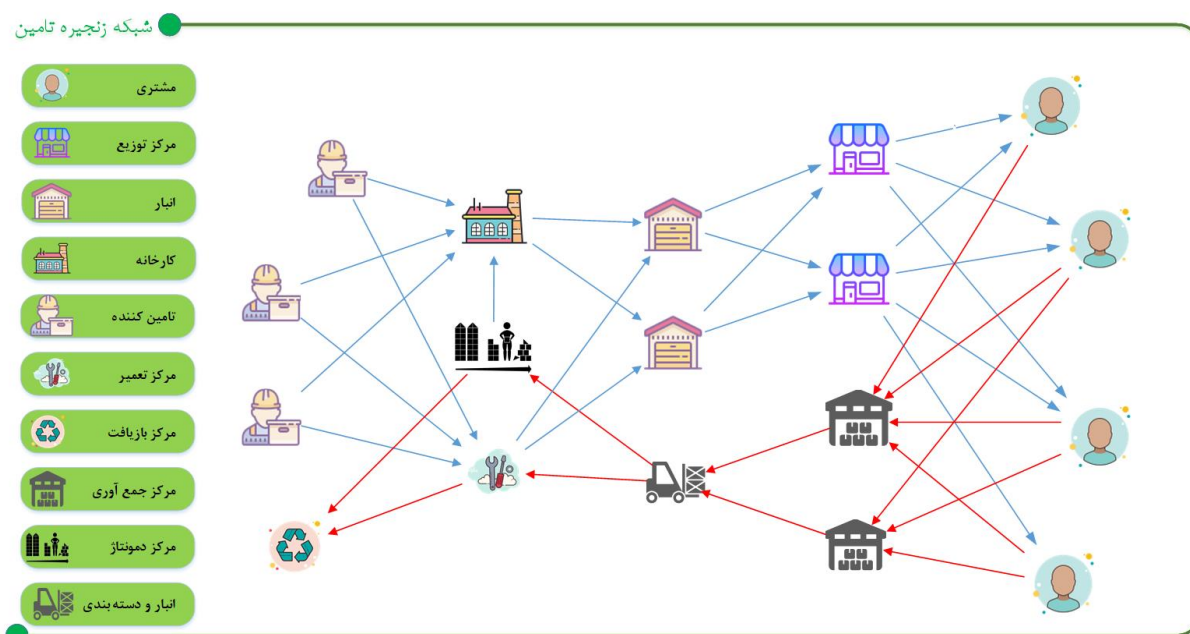 شبکه زنجیره تامین
مشتری
مرکز توزیع
انبار
کارخانه
تامین کننده
مرکز تعمیر
مرکز بازیافت
مرکز جمع آوری
مرکز دمونتاژ
انبار و دسته بندی